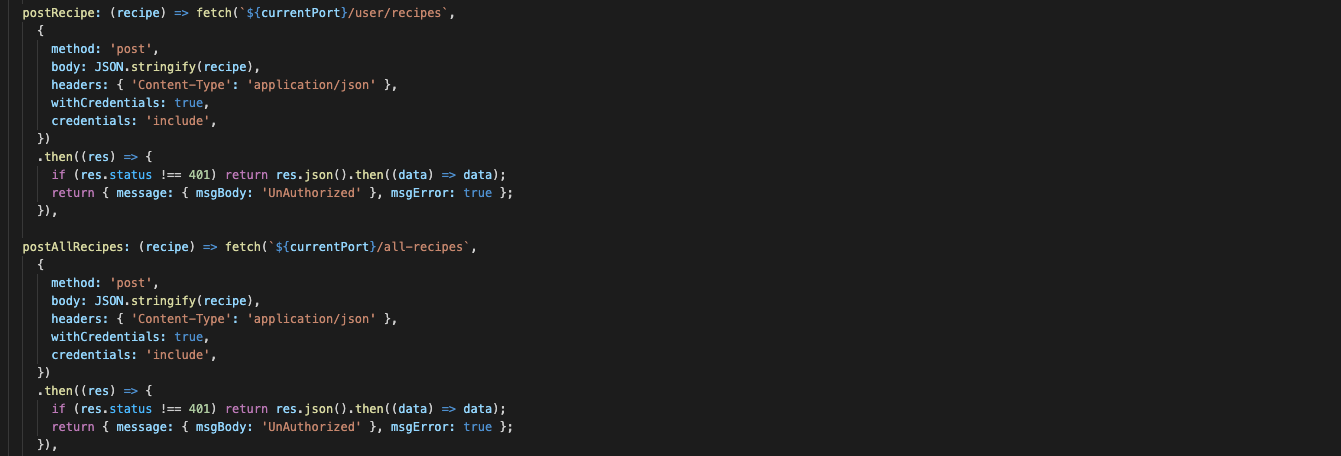 postRecipe: (recipe) => fetch(`${currentPort}/user/recipes`,
{
method: 'post',
body: JSON.stringify(recipe),
headers: { 'Content-Type': 'application/json' },
withCredentials: true,
credentials: 'include',
})
.then((res) => {
if (res.status !== 401) return res.json().then((data) => data);
return { message: { msgBody: 'UnAuthorized' }, msgError: true };
}),
postAllRecipes: (recipe) => fetch(`${currentPort}/all-recipes`,
{
method: 'post',
body: JSON.stringify(recipe),
headers: { 'Content-Type': 'application/json' },
withCredentials: true,
credentials: 'include',
})
.then((res) => {
if (res.status !== 401) return res.json().then((data) => data);
return { message: { msgBody: 'UnAuthorized' }, msgError: true };
}),